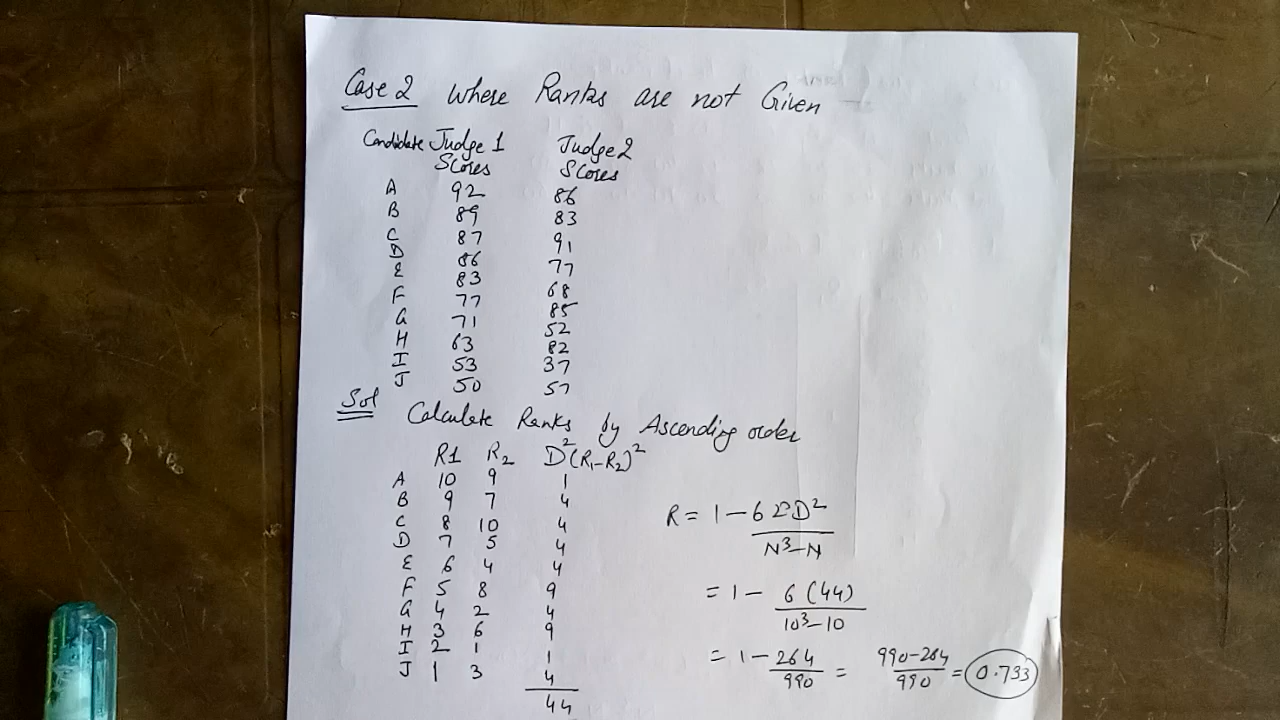 Case 2 Where Ranks are not Given
Candidate Judge 1 Scores Judge 2 Scores
A 92 86
B 89 83
C 87 91
D 86 77
E 83 68
F 77 85
G 71 52
H 63 82
I 53 37
J 50 57
Sol Calculate Ranks by Ascending order
R1 R2 D²(R1-R2)²
A 10 9 1
B 9 7 4
C 8 10 4
D 7 5 4
E 6 4 4
F 5 8 9
G 4 2 4
H 3 6 9
I 2 1 1
J 1 3 4
44
R = 1 - 6 ΣD² / N³-N
= 1 - 6 (44) / 10³-10
= 1 - 264 / 990 = 990-264 / 990 = 0.733